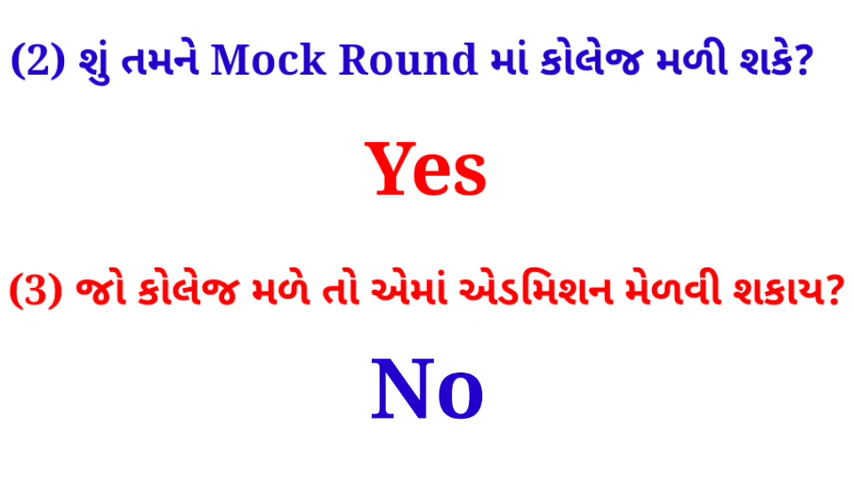 (2) શું તમને Mock Round માં કોલેજ મળી શકે?
Yes
(3) જો કોલેજ મળે તો એમાં એડમિશન મેળવી શકાય?
No